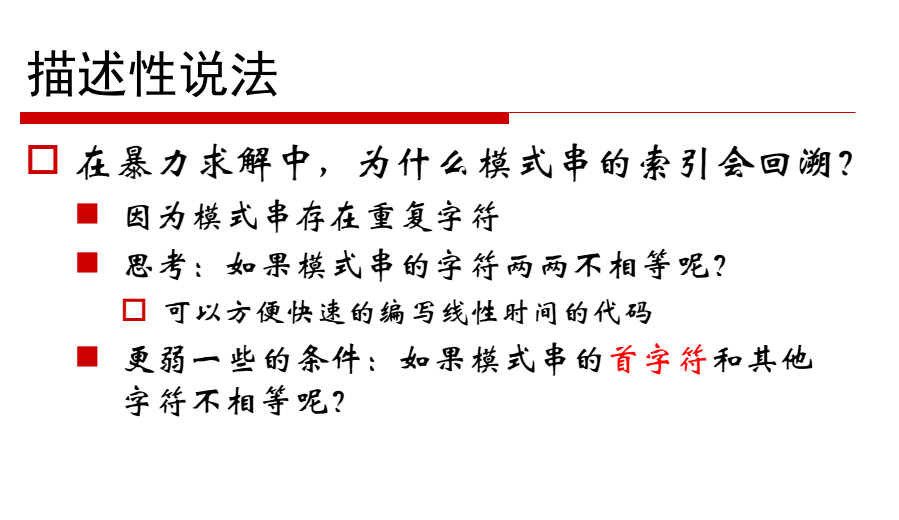 描述性说法
在暴力求解中，为什么模式串的索引会回溯？
因为模式串存在重复字符
思考：如果模式串的字符两两不相等呢？
可以方便快速的编写线性时间的代码
更弱一些的条件：如果模式串的首字符和其他
字符不相等呢？